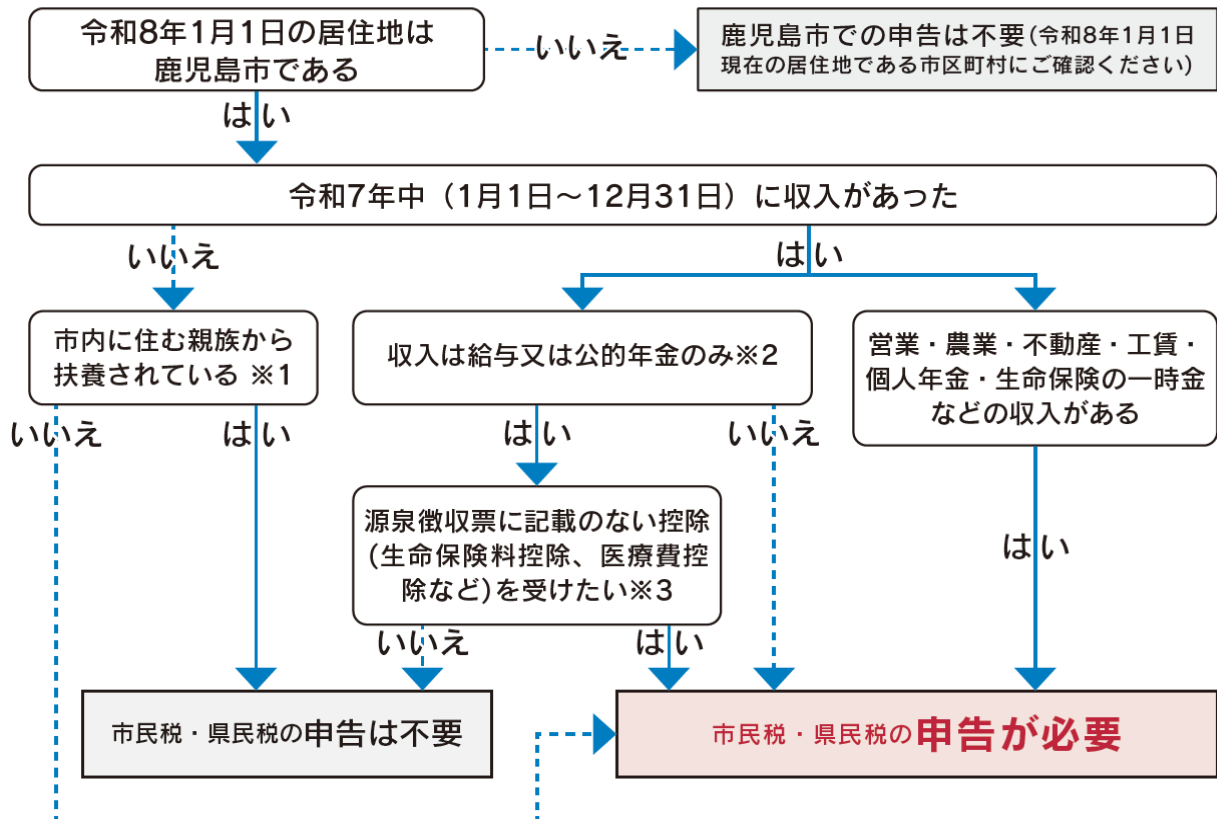 令和8年1月1日の居住地は
鹿児島市である
いいえ
鹿児島市での申告は不要(令和8年1月1日
現在の居住地である市区町村にご確認ください)
はい
令和7年中（1月1日～12月31日）に収入があった
いいえ
はい
市内に住む親族から
扶養されている ※1
収入は給与又は公的年金のみ※2
営業・農業・不動産・工賃・
個人年金・生命保険の一時金
などの収入がある
いいえ
はい
はい
いいえ
源泉徴収票に記載のない控除
(生命保険料控除、医療費控
除など)を受けたい※3
はい
いいえ
はい
市民税・県民税の申告は不要
市民税・県民税の申告が必要